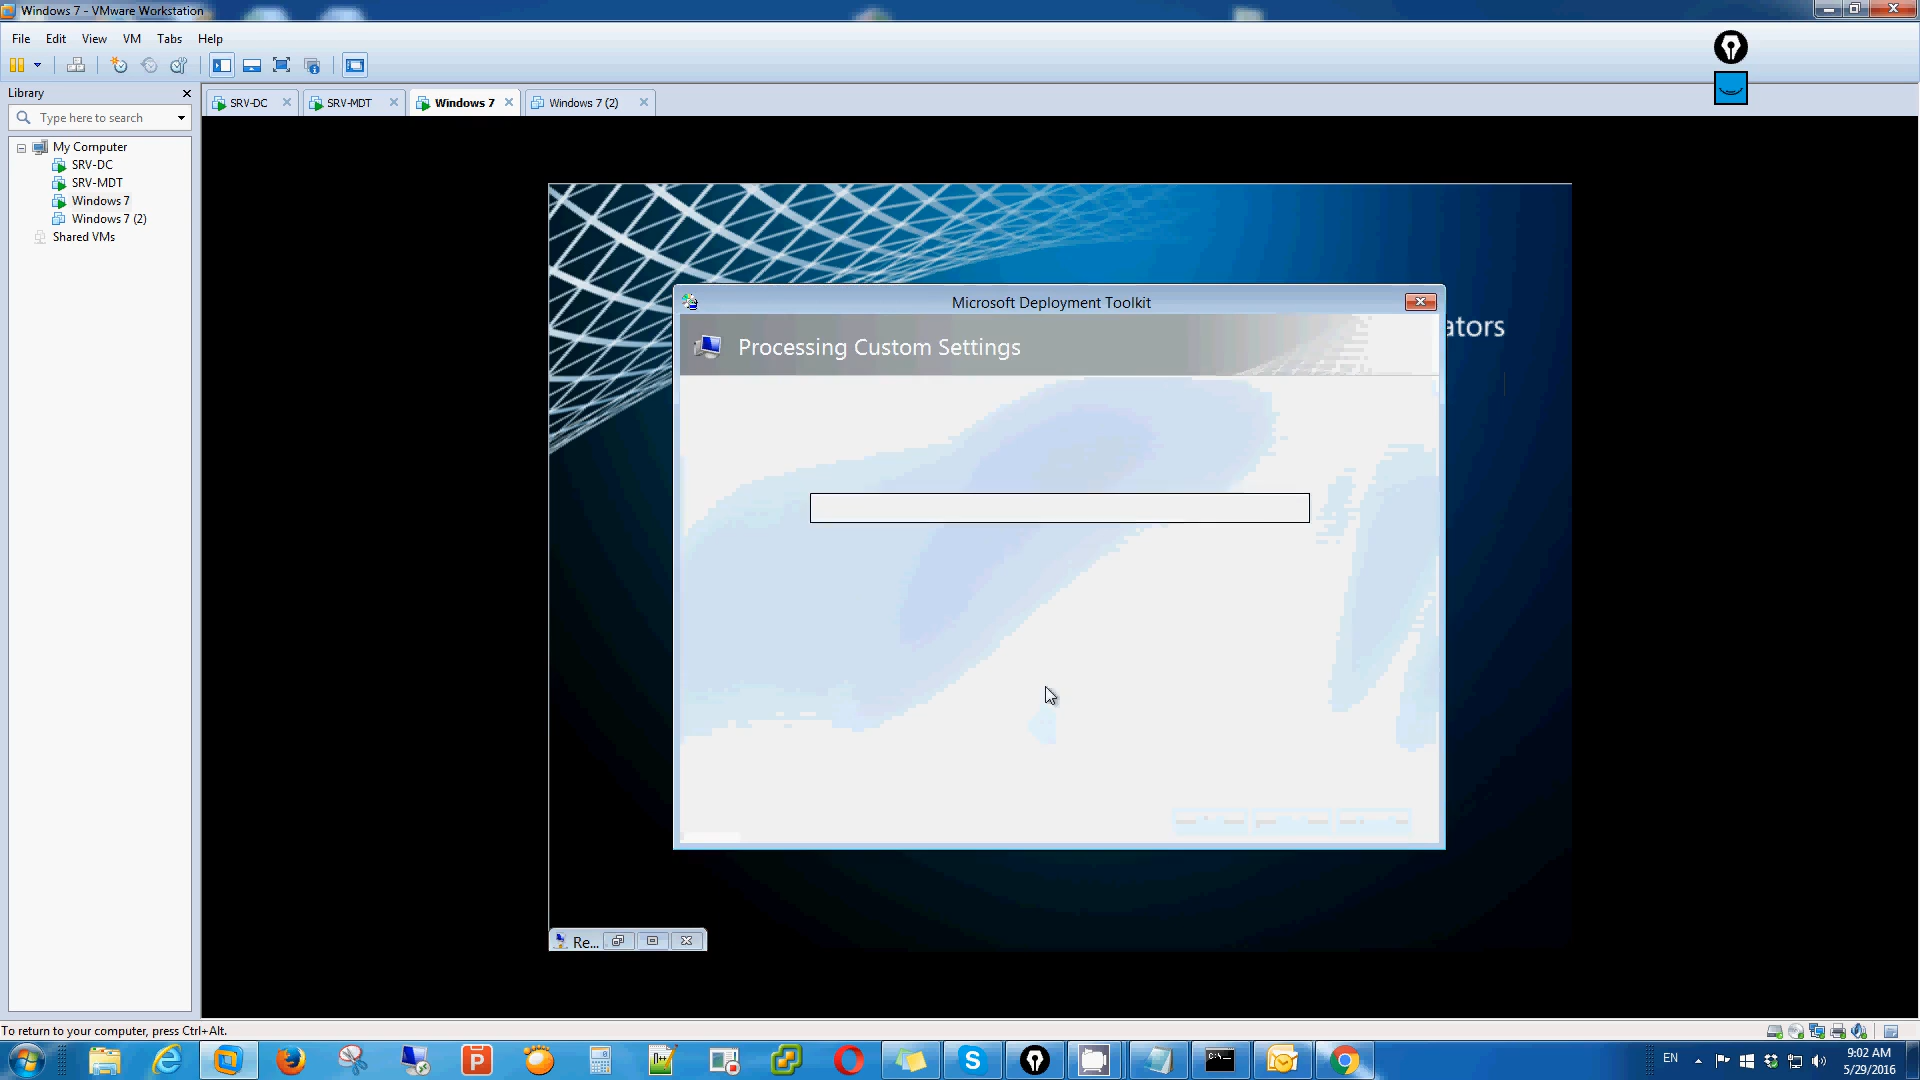 Windows 7 - VMware Workstation
File Edit View VM Tabs Help
Library
Type here to search
My Computer
SRV-DC
SRV-MDT
Windows 7
Windows 7 (2)
Shared VMs
SRV-DC SRV-MDT Windows 7 Windows 7 (2)
Microsoft Deployment Toolkit
Processing Custom Settings
ators
Re...
To return to your computer, press Ctrl+Alt.
EN
9:02 AM
5/29/2016